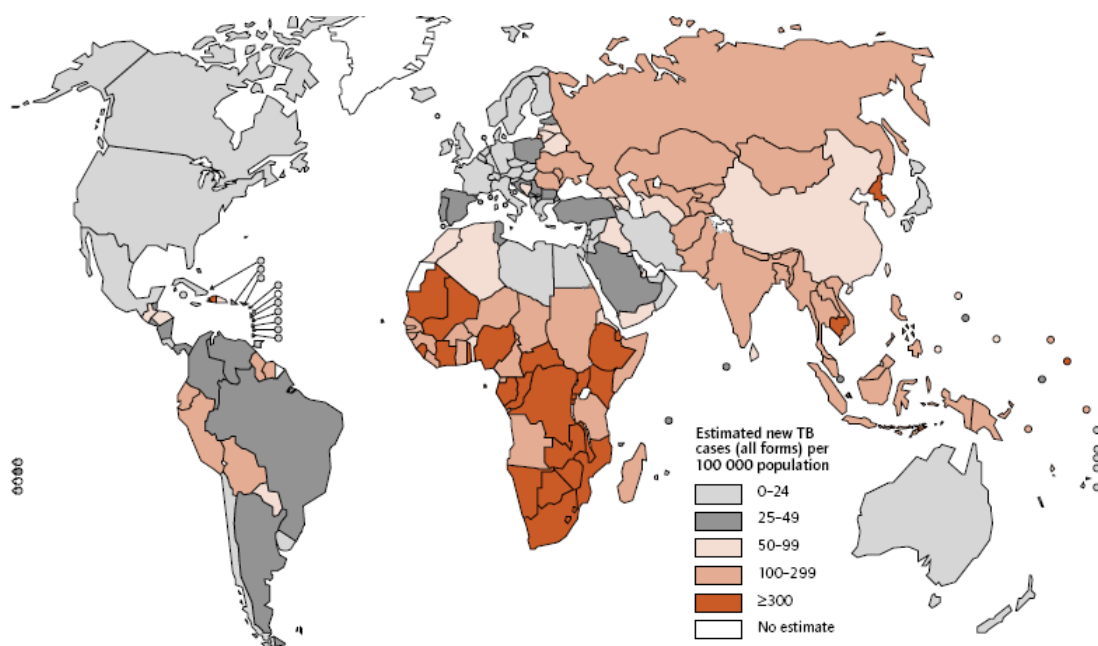 Estimated new TB
cases (all forms) per
100 000 population
0–24
25–49
50–99
100–299
≥300
No estimate